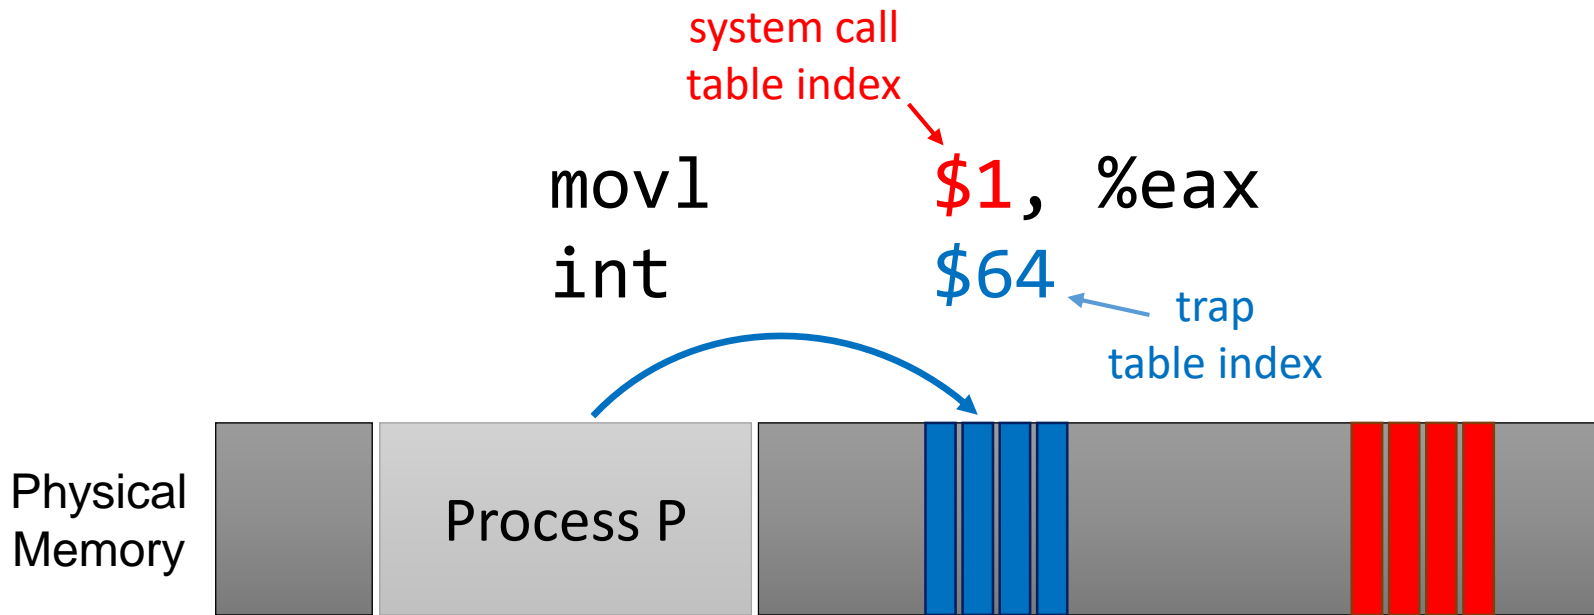 system call
table index
movl $1, %eax
int $64
trap
table index
Physical
Memory
Process P